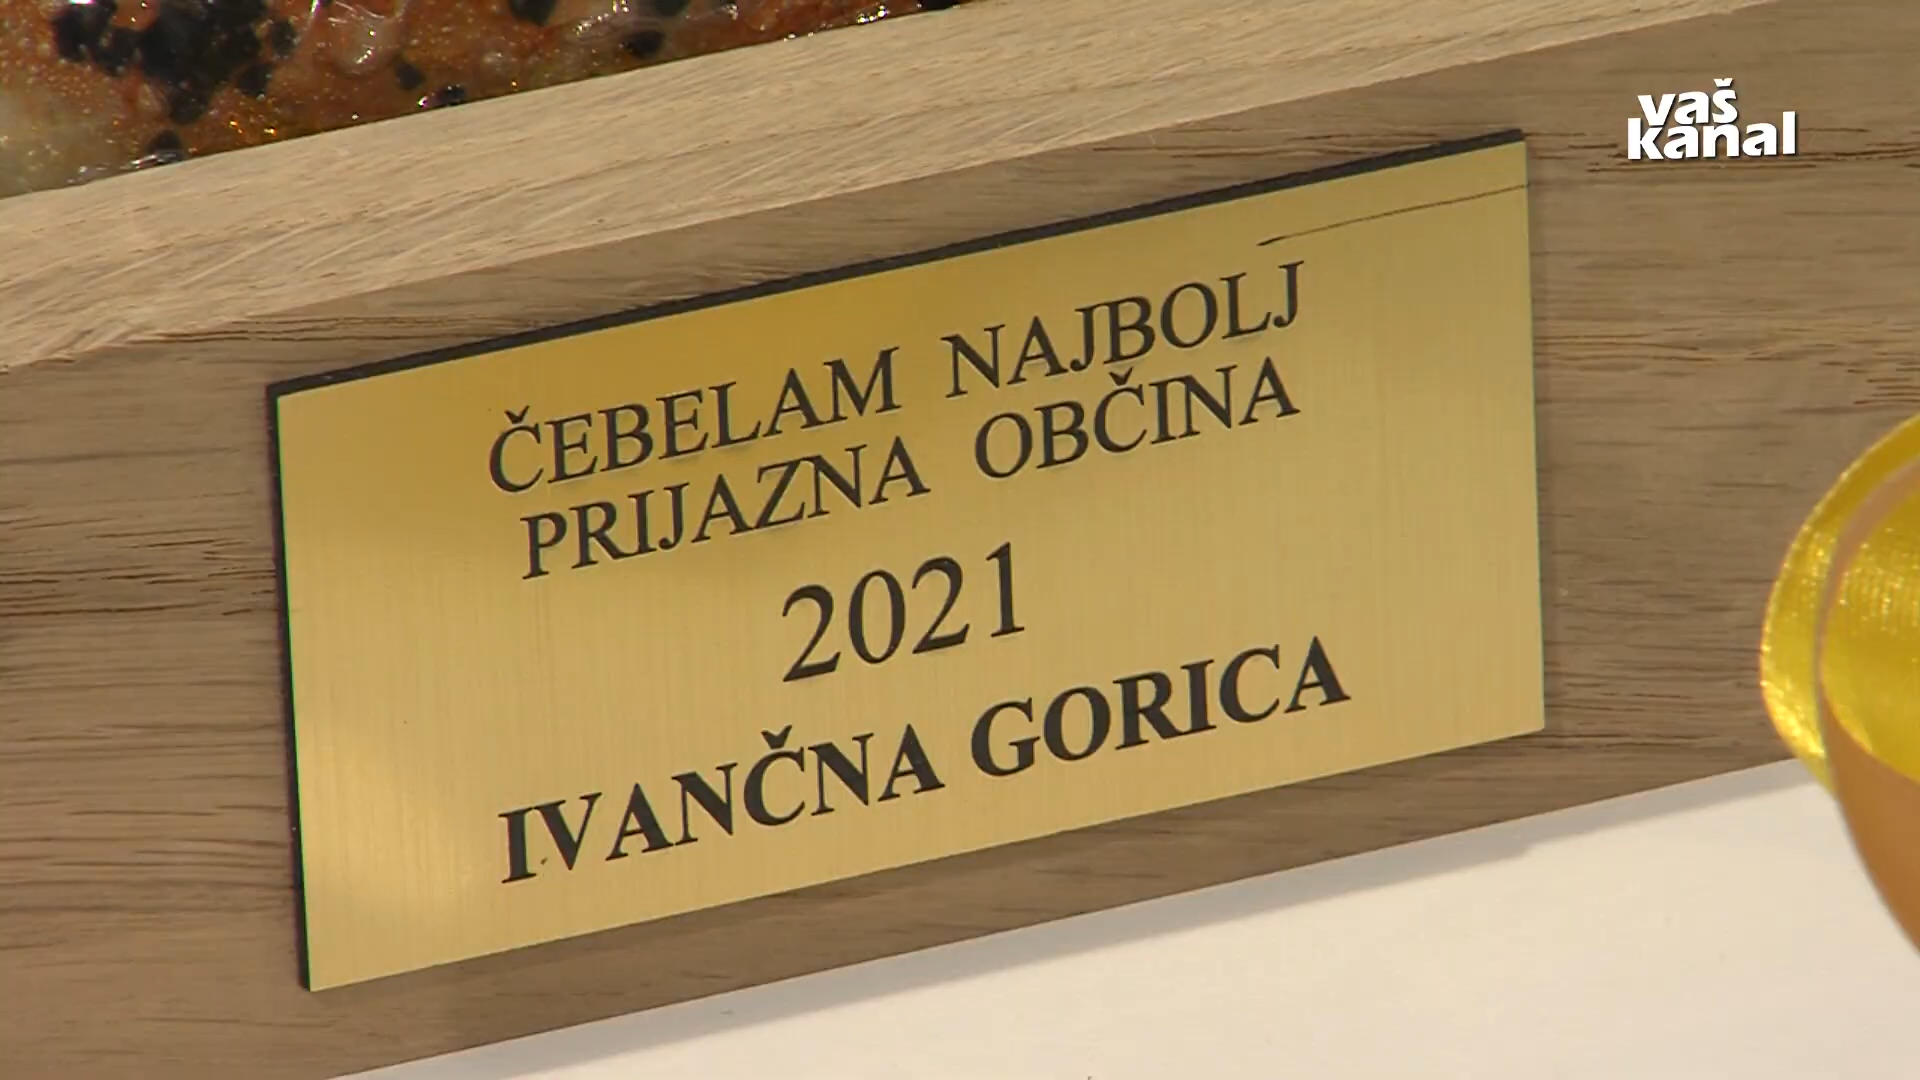 vaš
kanal
ČEBELAM NAJBOLJ
PRIJAZNA OBČINA
2021
IVANČNA GORICA